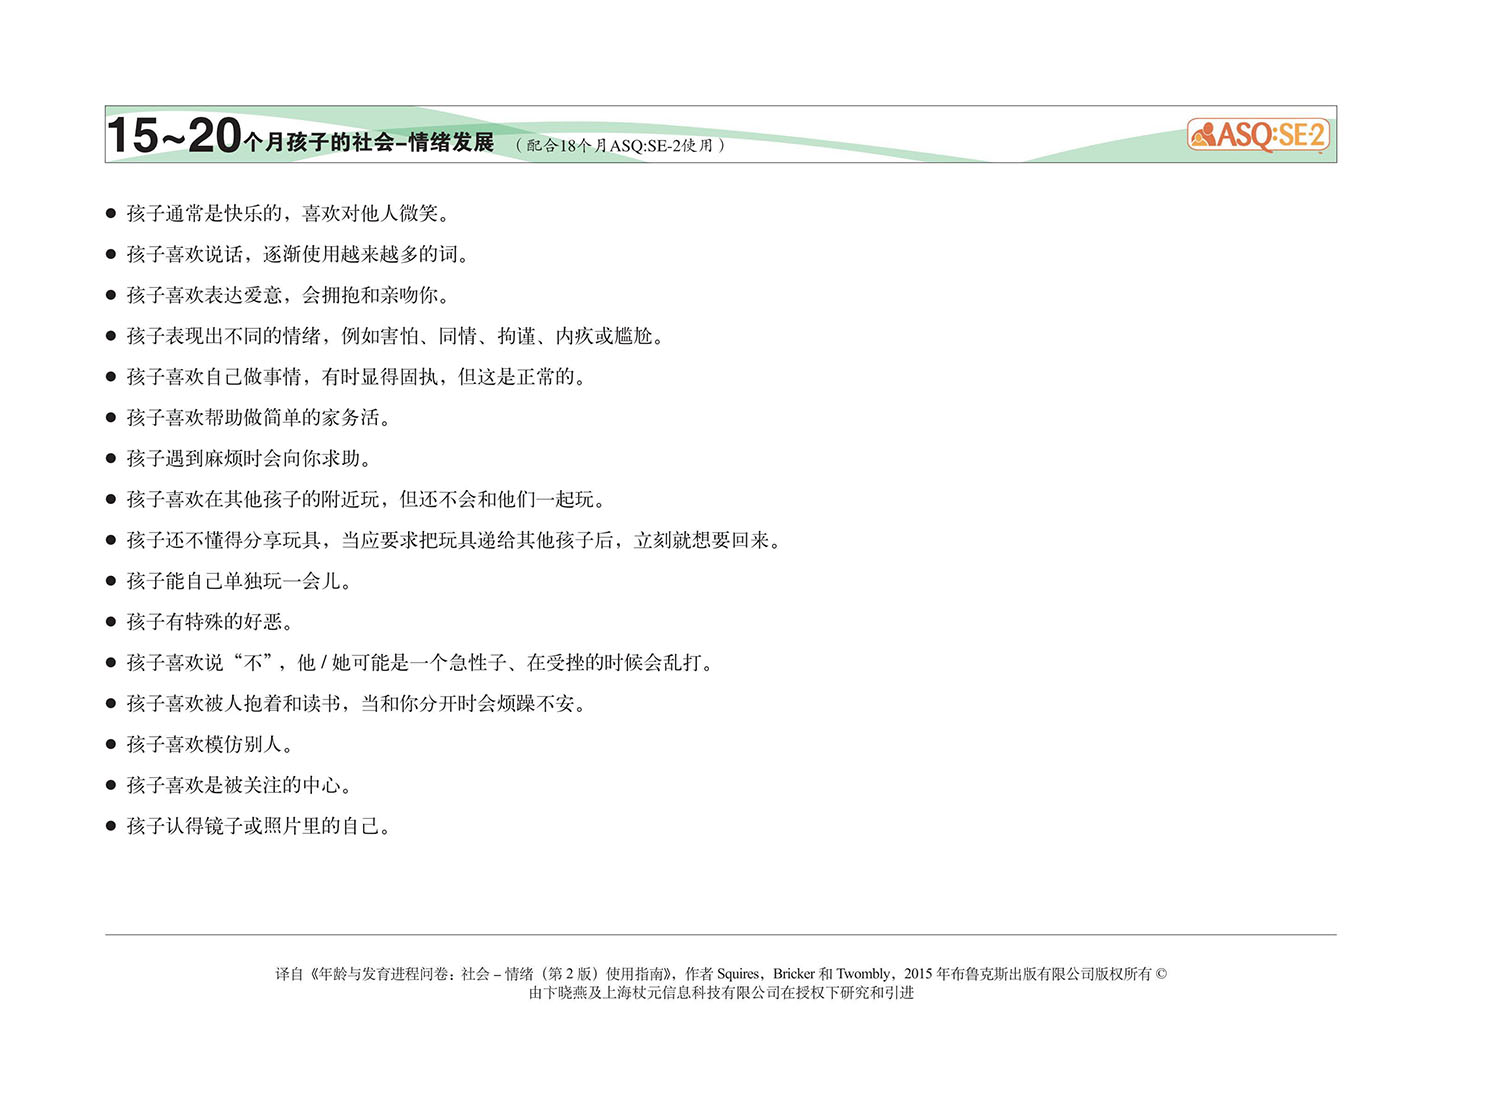 15~20个月孩子的社会–情绪发展 （配合18个月ASQ:SE-2使用）
ASQ:SE-2
● 孩子通常是快乐的，喜欢对他人微笑。
● 孩子喜欢说话，逐渐使用越来越多的词。
● 孩子喜欢表达爱意，会拥抱和亲吻你。
● 孩子表现出不同的情绪，例如害怕、同情、拘谨、内疚或尴尬。
● 孩子喜欢自己做事情，有时显得固执，但这是正常的。
● 孩子喜欢帮助做简单的家务活。
● 孩子遇到麻烦时会向你求助。
● 孩子喜欢在其他孩子的附近玩，但还不会和他们一起玩。
● 孩子还不懂得分享玩具，当应要求把玩具递给其他孩子后，立刻就想要回来。
● 孩子能自己单独玩一会儿。
● 孩子有特殊的好恶。
● 孩子喜欢说“不”，他 / 她可能是一个急性子、在受挫的时候会乱打。
● 孩子喜欢被人抱着和读书，当和你分开时会烦躁不安。
● 孩子喜欢模仿别人。
● 孩子喜欢是被关注的中心。
● 孩子认得镜子或照片里的自己。
译自《年龄与发育进程问卷：社会 – 情绪（第 2 版）使用指南》，作者 Squires，Bricker 和 Twombly，2015 年布鲁克斯出版有限公司版权所有 ©
由卞晓燕及上海杖元信息科技有限公司在授权下研究和引进